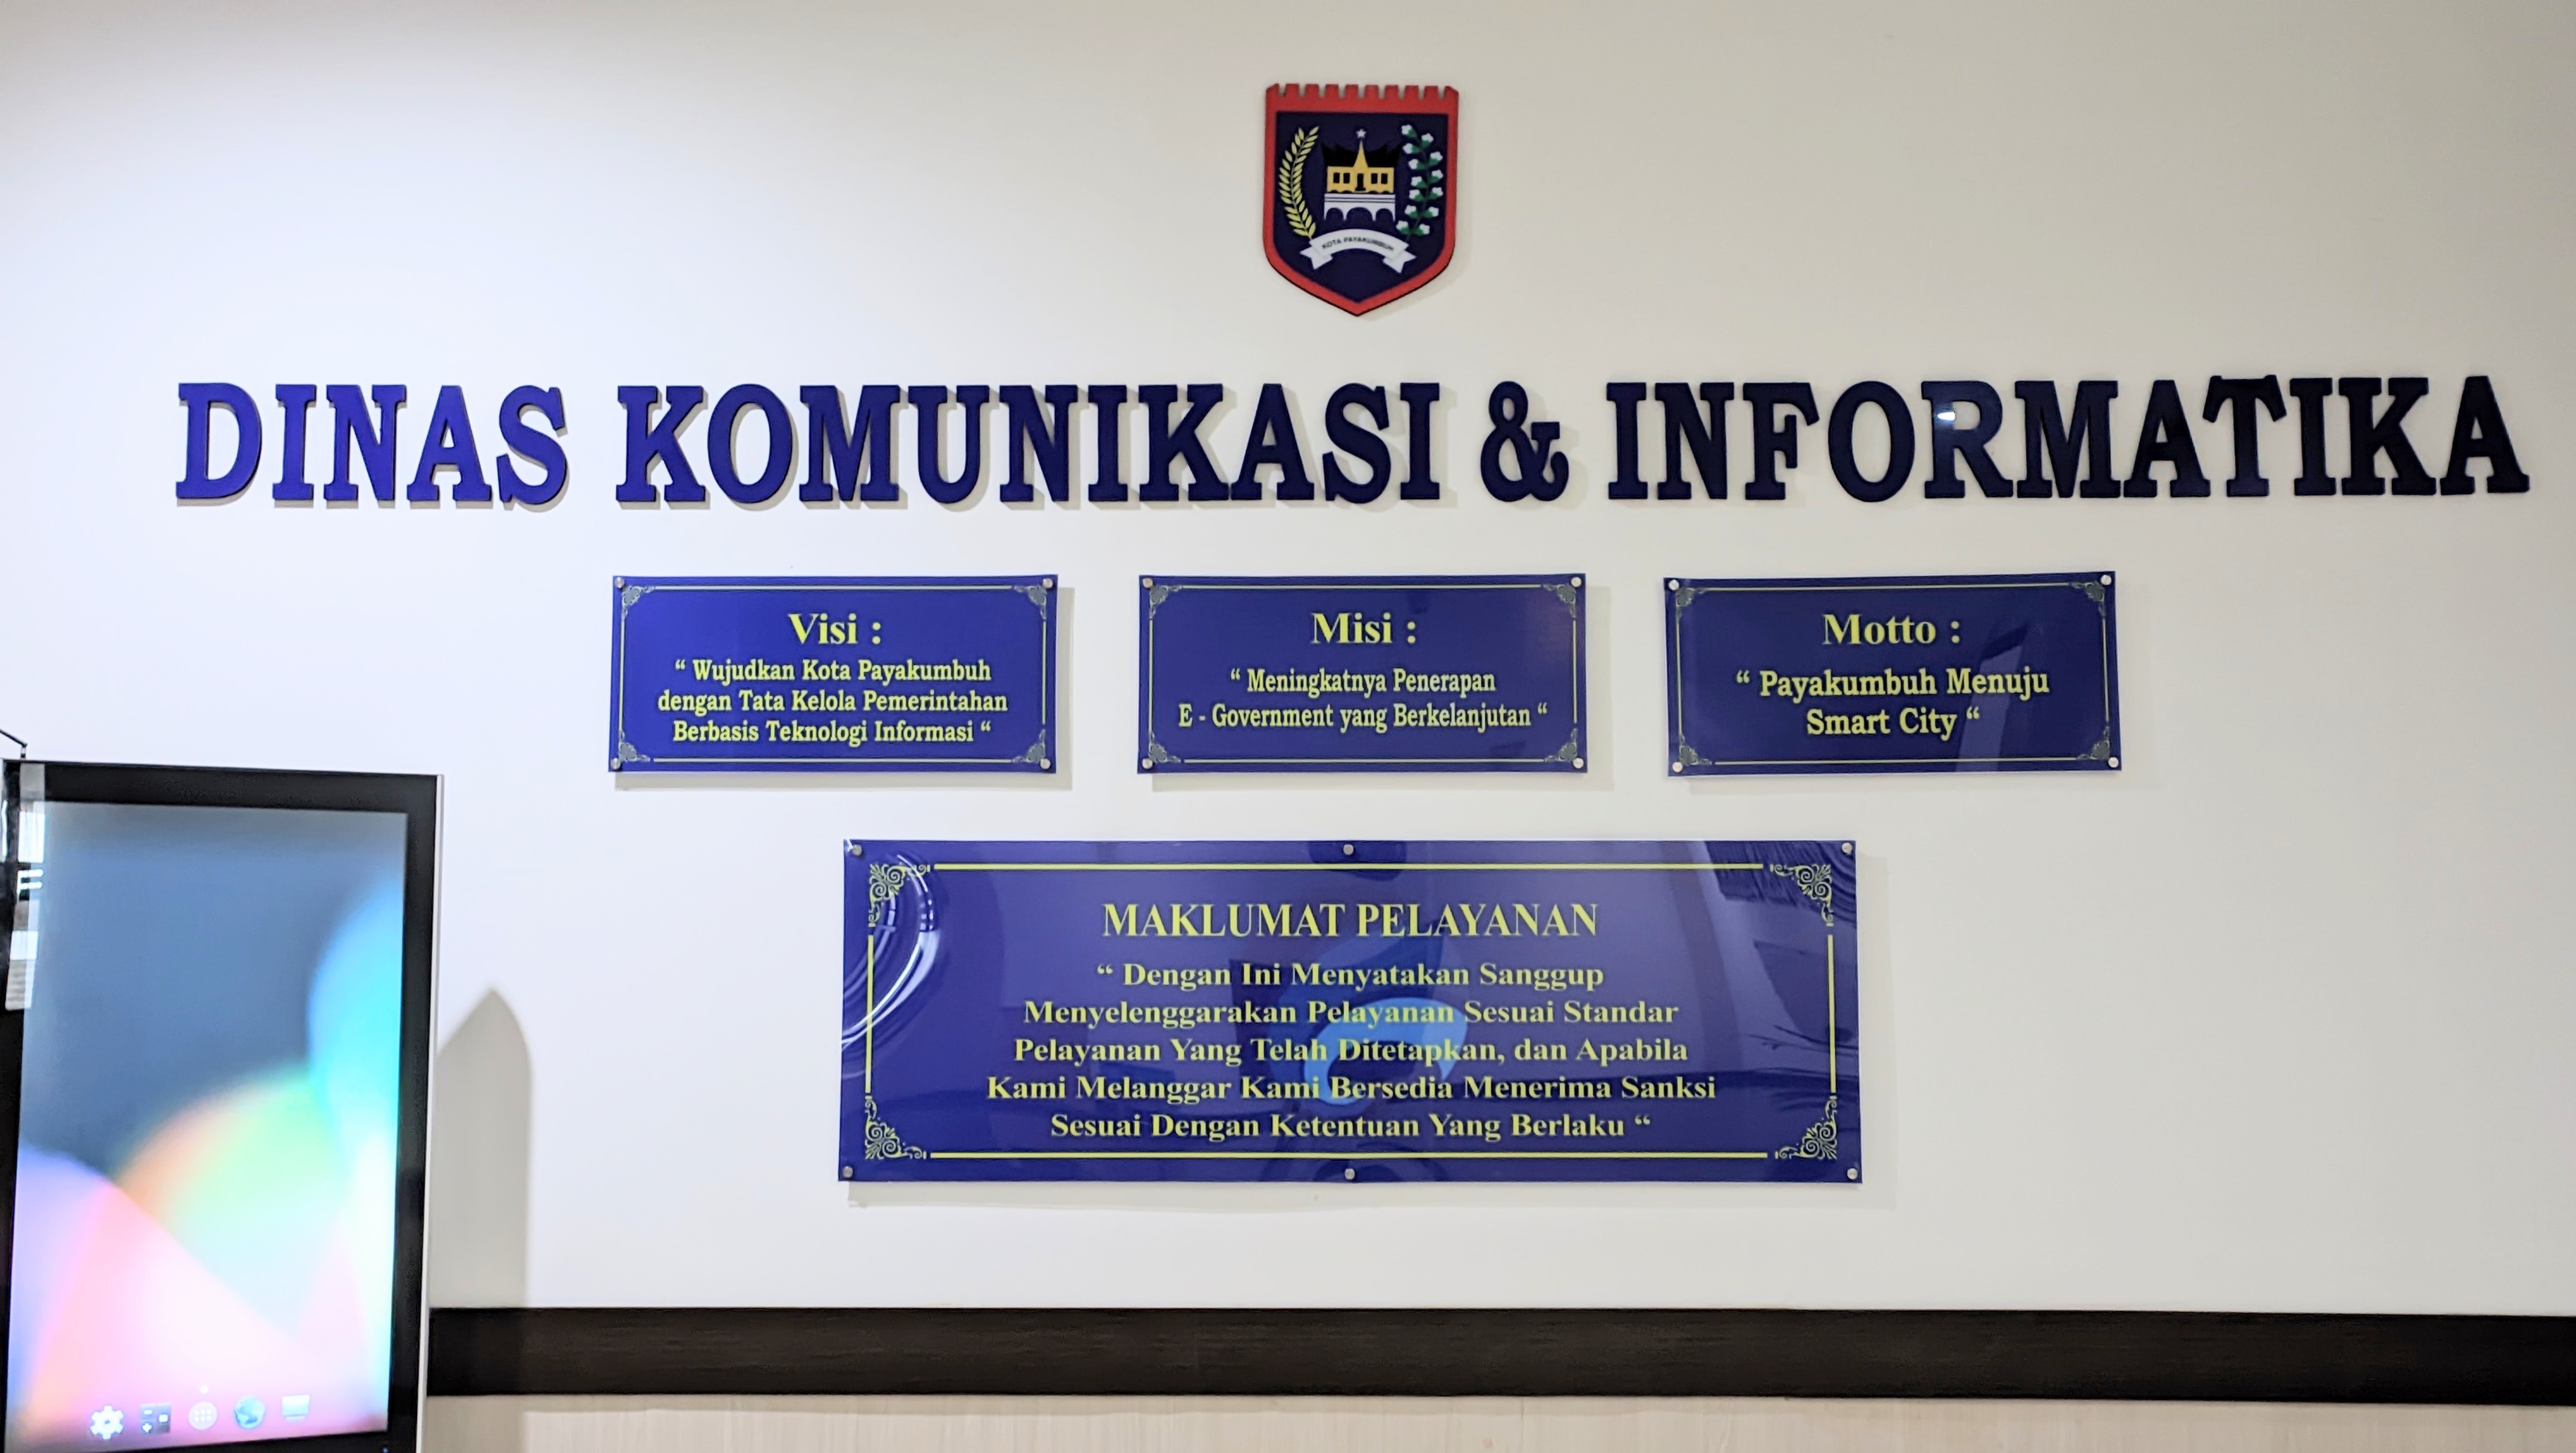 KOTA PAYAKUMBUH
DINAS KOMUNIKASI & INFORMATIKA
Visi :
“ Wujudkan Kota Payakumbuh
dengan Tata Kelola Pemerintahan
Berbasis Teknologi Informasi “
Misi :
“ Meningkatnya Penerapan
E - Government yang Berkelanjutan “
Motto :
“ Payakumbuh Menuju
Smart City “
MAKLUMAT PELAYANAN
“ Dengan Ini Menyatakan Sanggup
Menyelenggarakan Pelayanan Sesuai Standar
Pelayanan Yang Telah Ditetapkan, dan Apabila
Kami Melanggar Kami Bersedia Menerima Sanksi
Sesuai Dengan Ketentuan Yang Berlaku “